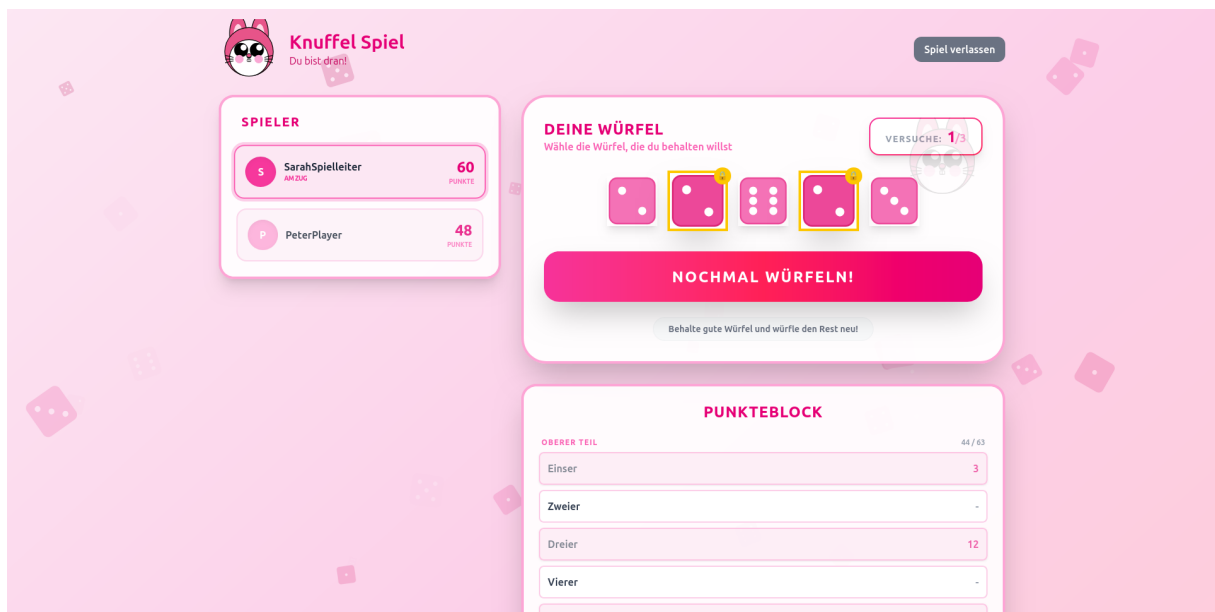 Knuffel Spiel
Du bist dran!
Spiel verlassen
SPIELER
S
SarahSpielleiter
AM ZUG
60
PUNKTE
P
PeterPlayer
48
PUNKTE
DEINE WÜRFEL
Wähle die Würfel, die du behalten willst
VERSUCHE: 1/3
NOCHMAL WÜRFELN!
Behalte gute Würfel und würfle den Rest neu!
PUNKTEBLOCK
OBERER TEIL 44 / 63
Einser 3
Zweier -
Dreier 12
Vierer -